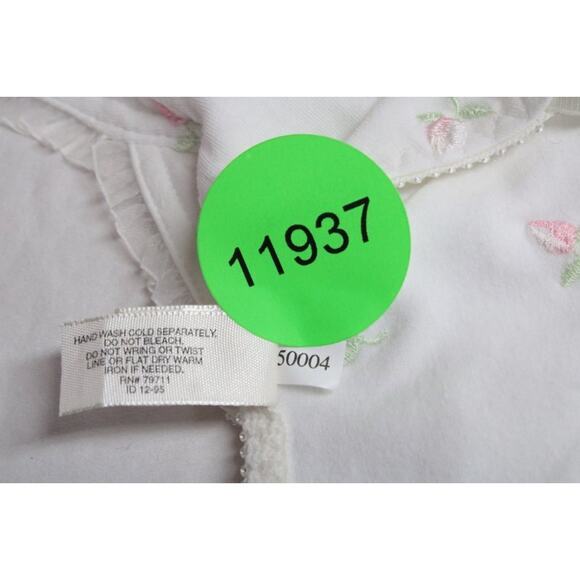 11937
HAND WASH COLD SEPARATELY.
DO NOT BLEACH.
DO NOT WRING OR TWIST
LINE OR FLAT DRY WARM
IRON IF NEEDED.
RN# 79711
ID 12-95
50004